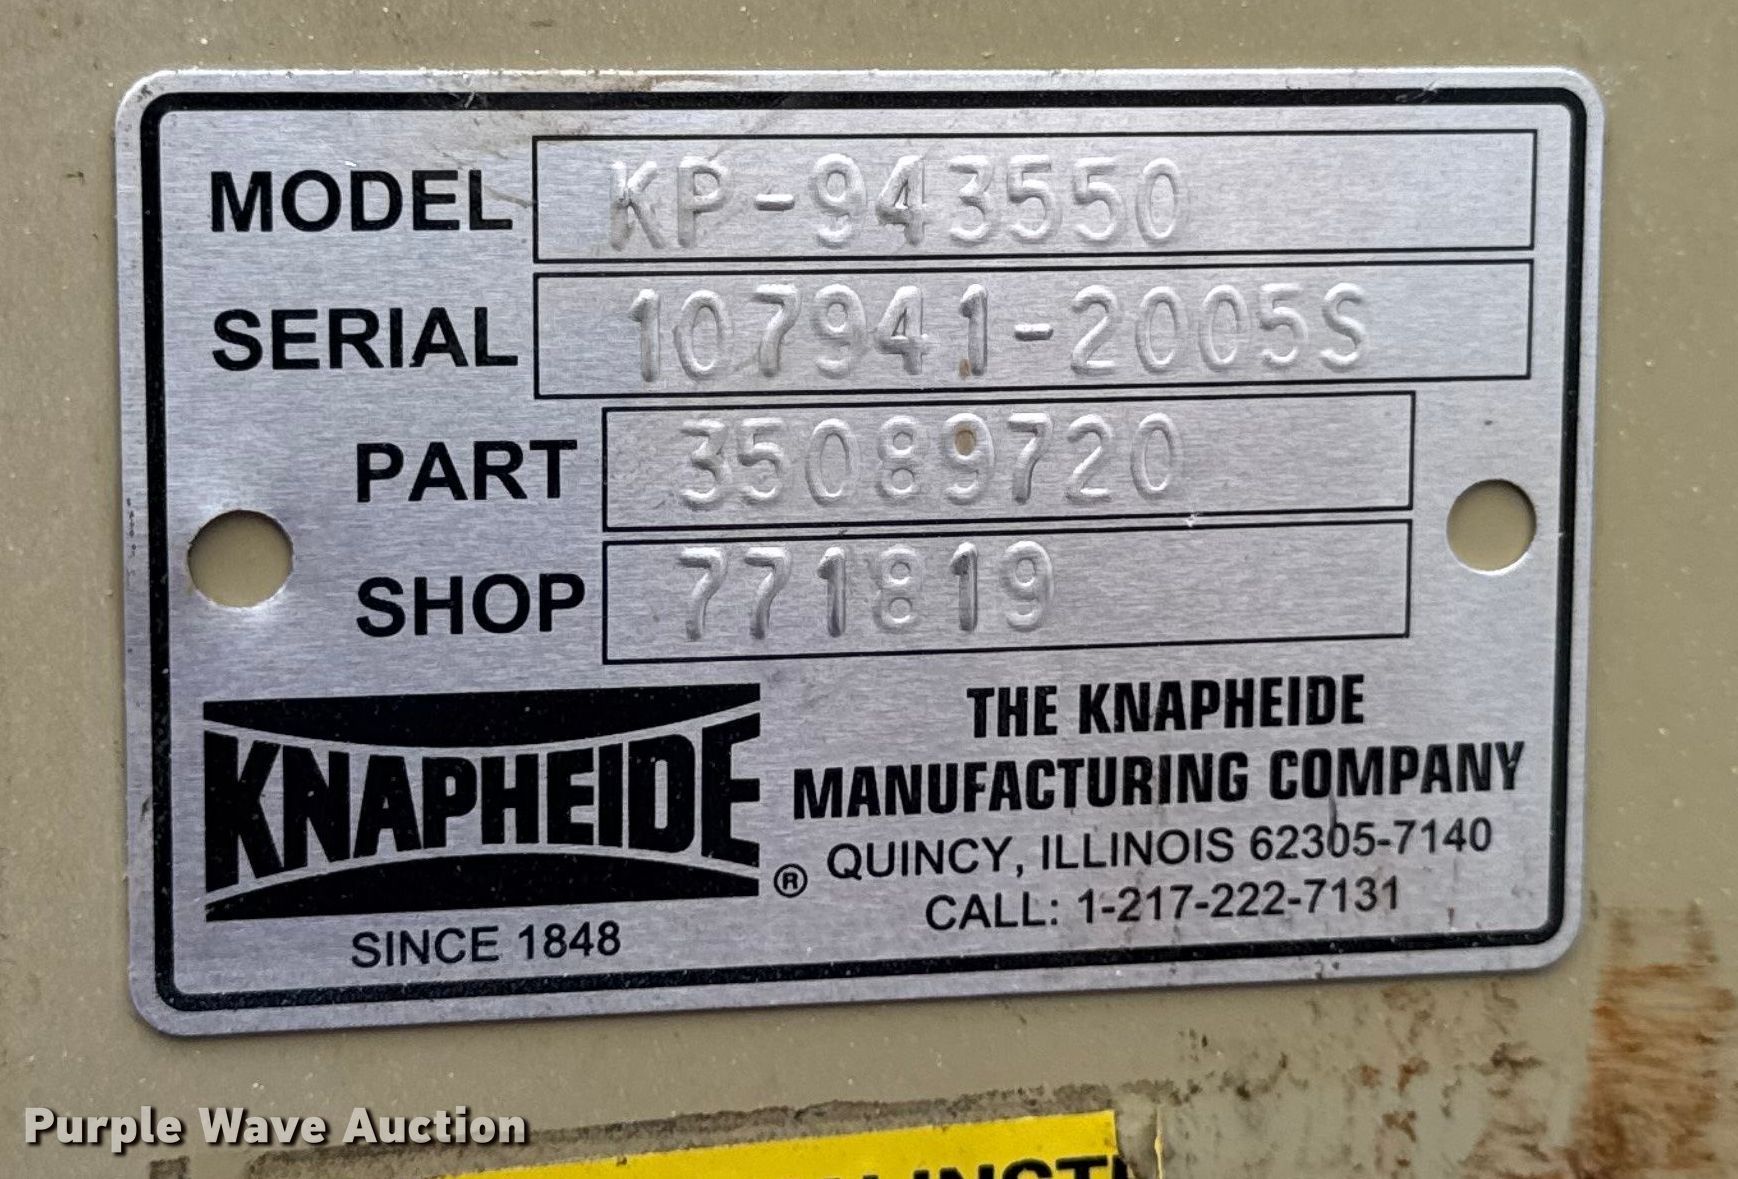 MODEL KP-943550
SERIAL 107941-2005S
PART 35089720
SHOP 771819
KNAPHEIDE ®
SINCE 1848
THE KNAPHEIDE
MANUFACTURING COMPANY
QUINCY, ILLINOIS 62305-7140
CALL: 1-217-222-7131
Purple Wave Auction